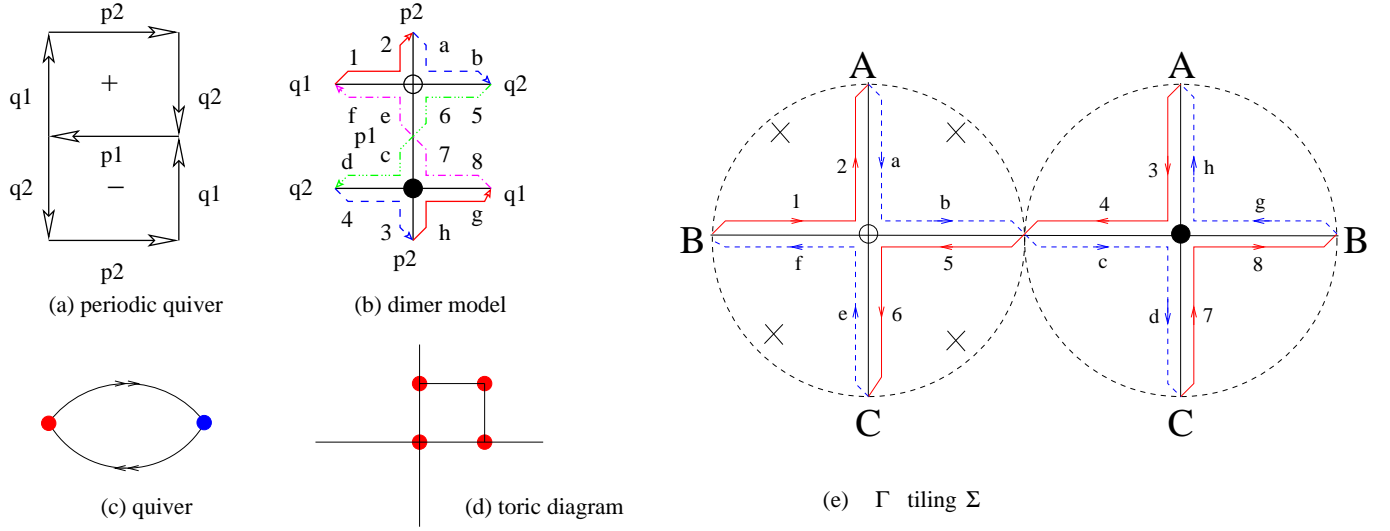 p2
q1
+
q2
p1
q2
−
q1
p2
(a) periodic quiver
p2
1 2 a b
q1 q2
f e 6 5
p1
d c 7 8
q2 q1
4 3 h g
p2
(b) dimer model
(c) quiver
(d) toric diagram
A A
2 a 3 h
1 b 4 g
B B
f 5 c 8
e 6 d 7
C C
(e) Γ tiling Σ